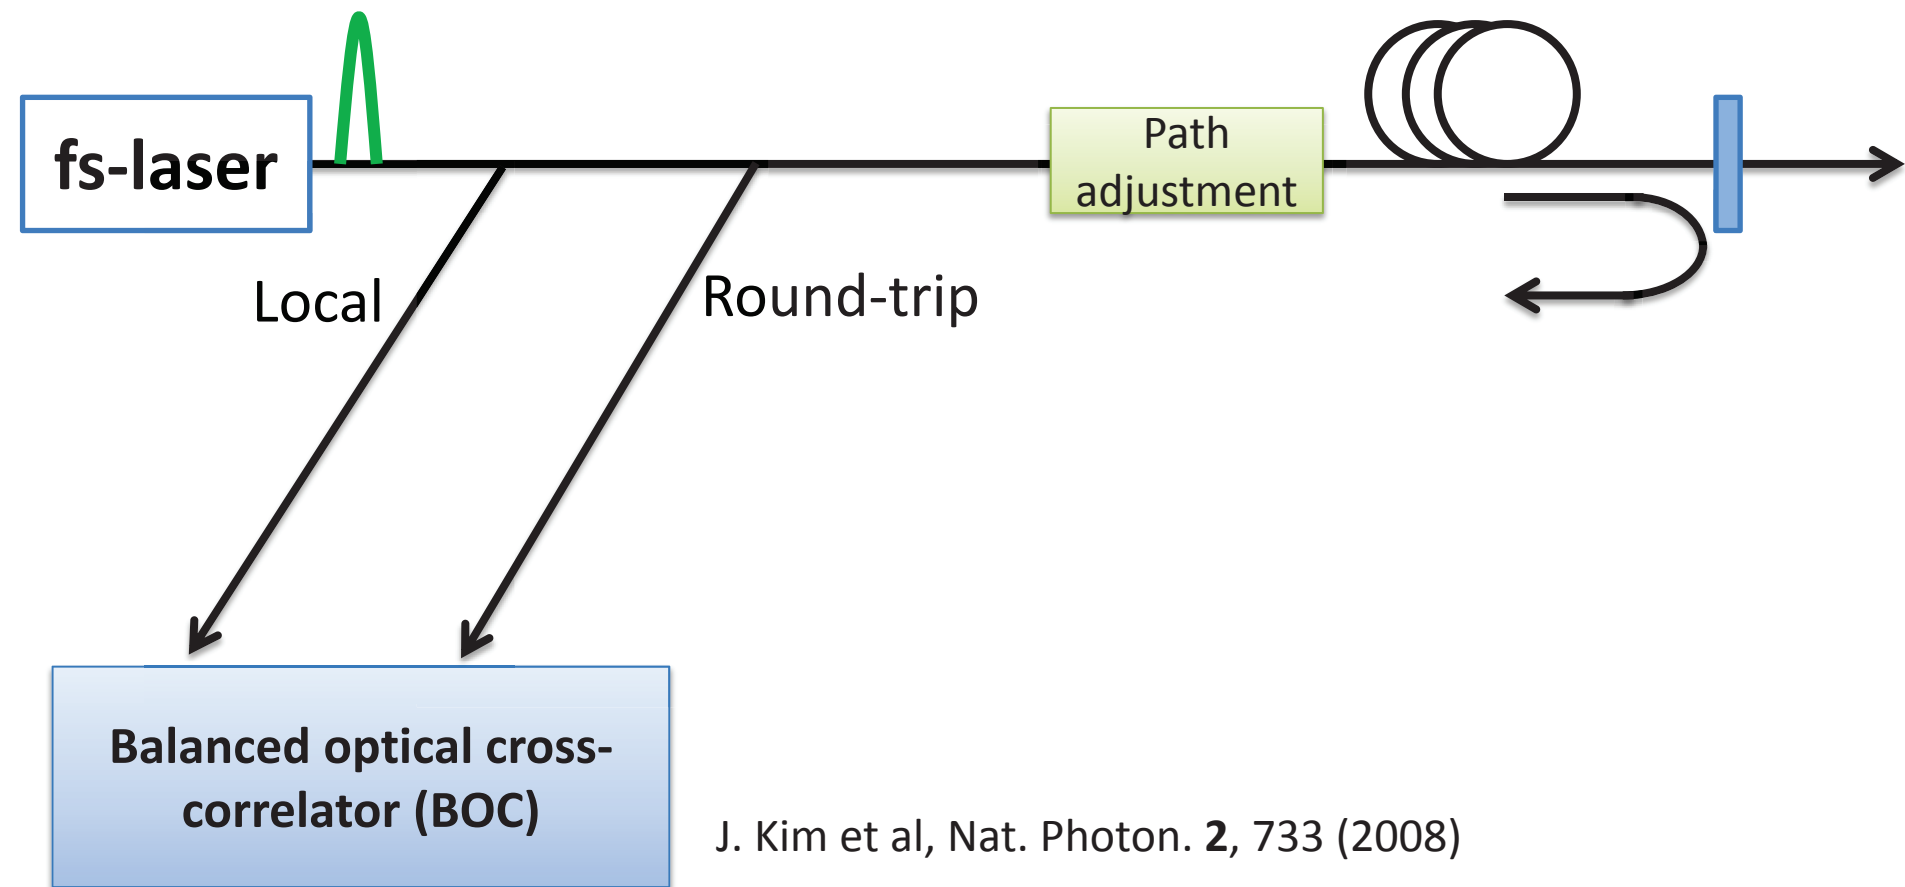 fs-laser
Path
adjustment
Local
Round-trip
Balanced optical cross-
correlator (BOC)
J. Kim et al, Nat. Photon. 2, 733 (2008)